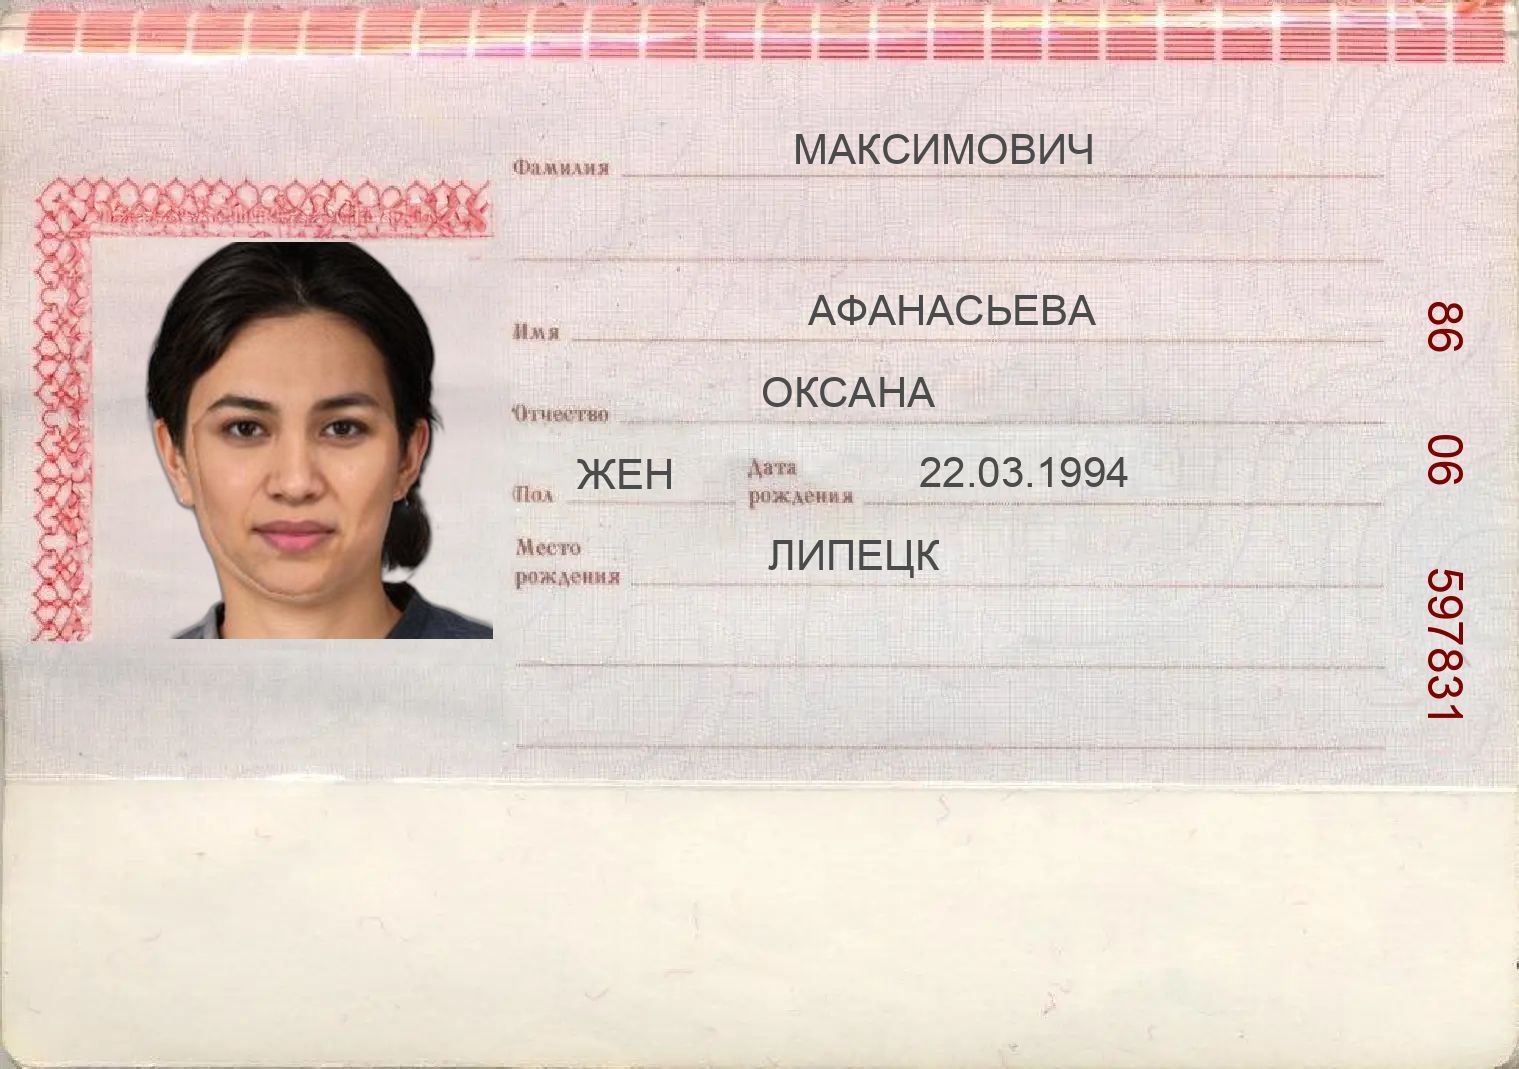 Фамилия МАКСИМОВИЧ
Имя АФАНАСЬЕВА
Отчество ОКСАНА
Пол ЖЕН Дата рождения 22.03.1994
Место рождения ЛИПЕЦК
86 06 597831